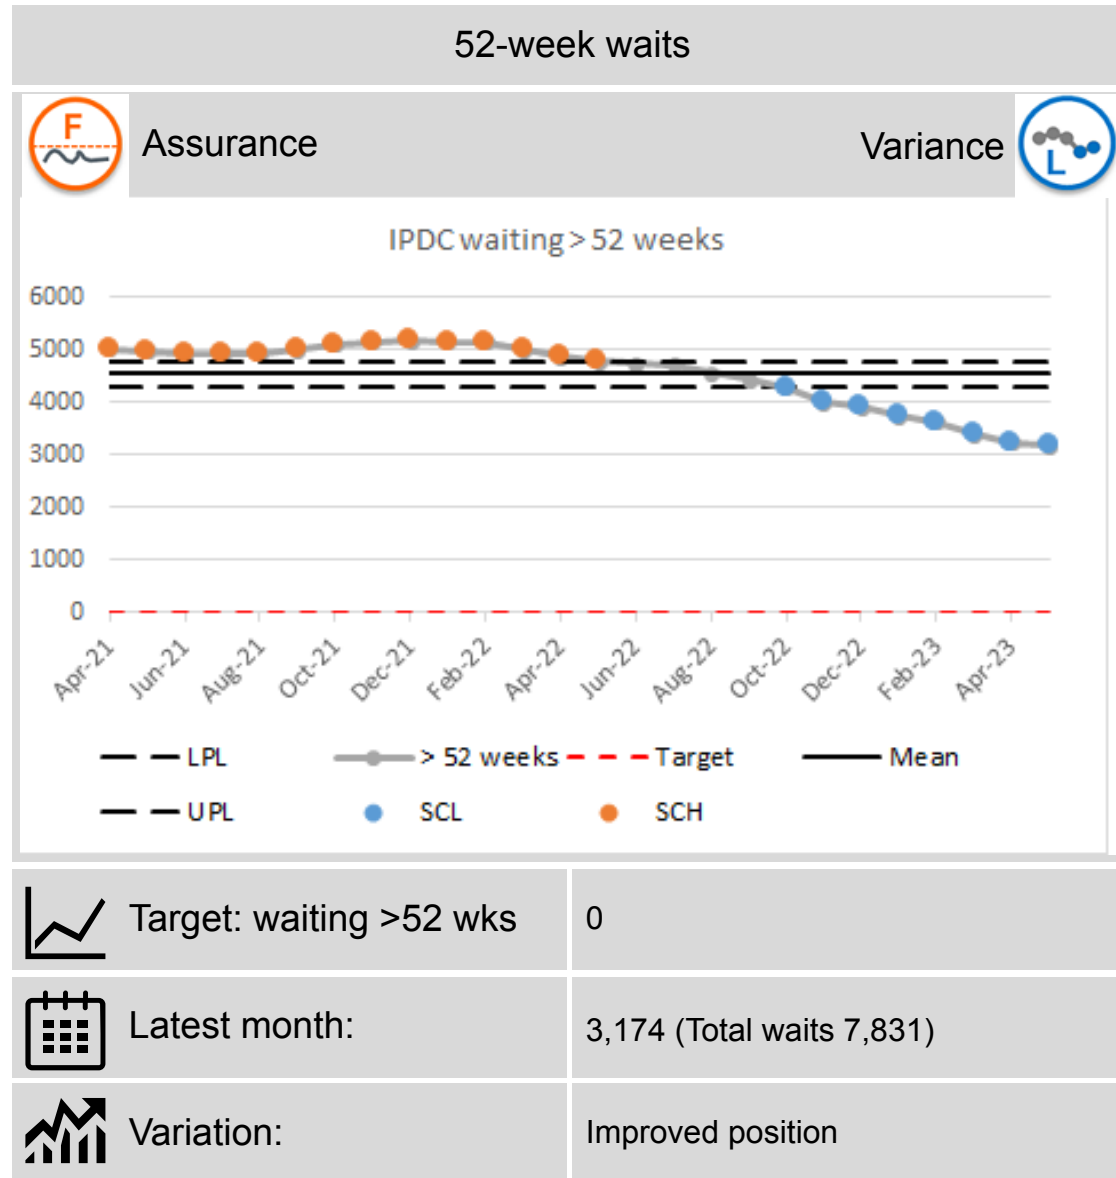 52-week waits
F
Assurance
Variance
L
IPDC waiting > 52 weeks
6000
5000
4000
3000
2000
1000
0
Apr-21
Jun-21
Aug-21
Oct-21
Dec-21
Feb-22
Apr-22
Jun-22
Aug-22
Oct-22
Dec-22
Feb-23
Apr-23
LPL
> 52 weeks
Target
Mean
UPL
SCL
SCH
Target: waiting >52 wks
0
Latest month:
3,174 (Total waits 7,831)
Variation:
Improved position